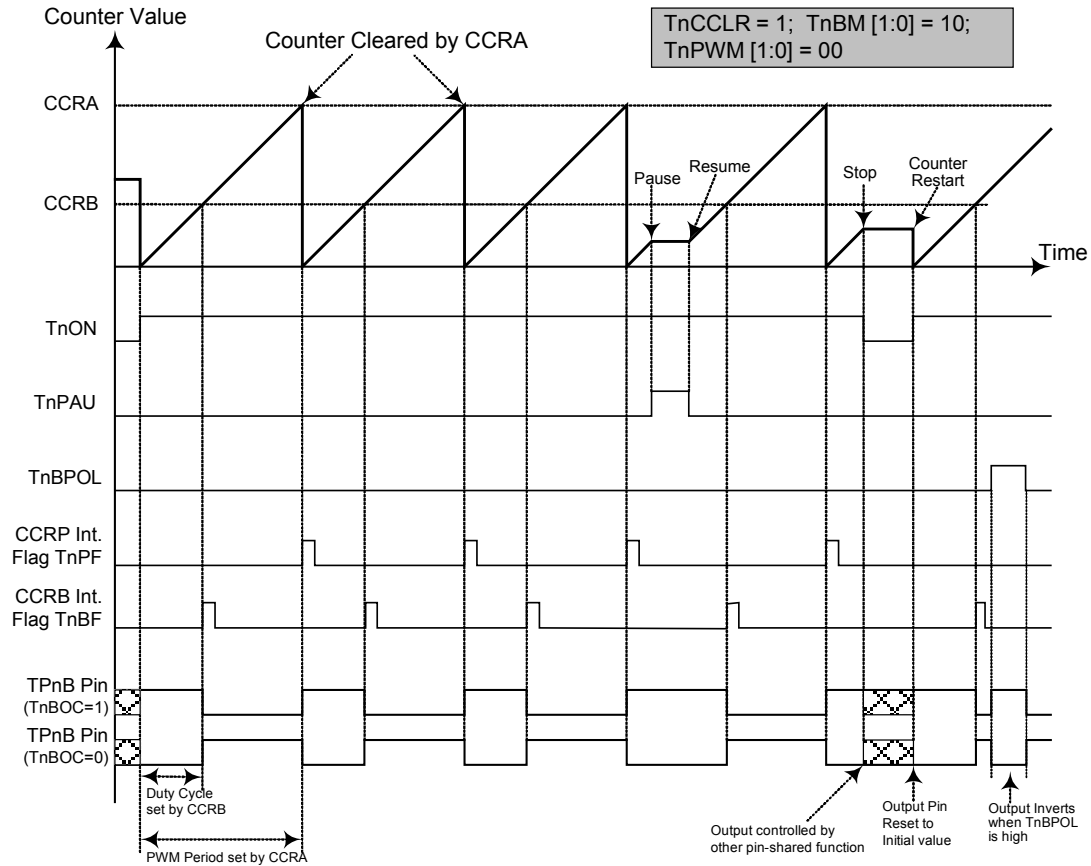 Counter Value
TnCCLR = 1; TnBM [1:0] = 10;
TnPWM [1:0] = 00
Counter Cleared by CCRA
CCRA
Pause
Resume
Stop
Counter
Restart
CCRB
Time
TnON
TnPAU
TnBPOL
CCRP Int.
Flag TnPF
CCRB Int.
Flag TnBF
TPnB Pin
(TnBOC=1)
TPnB Pin
(TnBOC=0)
Duty Cycle
set by CCRB
PWM Period set by CCRA
Output controlled by
other pin-shared function
Output Pin
Reset to
Initial value
Output Inverts
when TnBPOL
is high